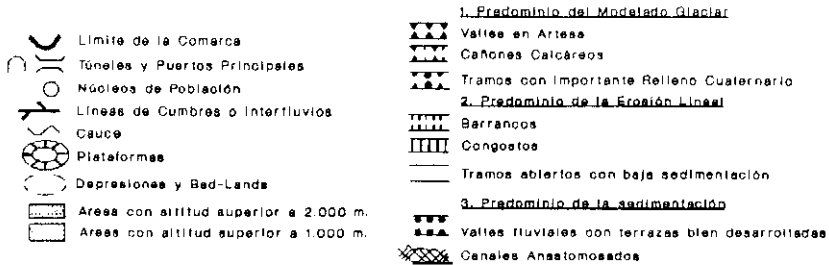 Límite de la Comarca
Túneles y Puertos Principales
Núcleos de Población
Líneas de Cumbres o Interfluvios
Cauce
Plataformas
Depresiones y Bad-Lands
Areas con altitud superior a 2.000 m.
Areas con altitud superior a 1.000 m.
1. Predominio del Modelado Glaciar
Valles en Artesa
Cañones Calcáreos
Tramos con Importante Relleno Cuaternario
2. Predominio de la Erosión Lineal
Barrancos
Congostos
Tramos abiertos con baja sedimentación
3. Predominio de la sedimentación
Valles fluviales con terrazas bien desarrolladas
Canales Anastomosados